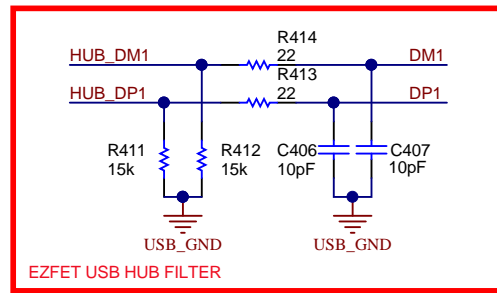 R414
HUB_DM1 22 DM1
R413
HUB_DP1 22 DP1
R411 R412 C406 C407
15k 15k 10pF 10pF
USB_GND USB_GND
EZFET USB HUB FILTER